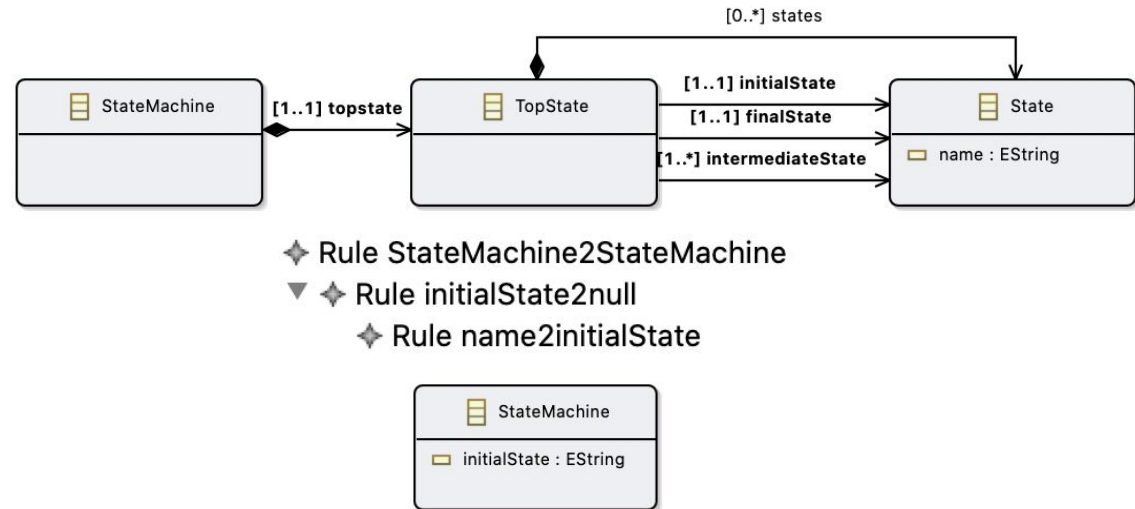 [0..*] states
StateMachine
[1..1] topstate
TopState
[1..1] initialState
[1..1] finalState
[1..*] intermediateState
State
name : EString
Rule StateMachine2StateMachine
Rule initialState2null
Rule name2initialState
StateMachine
initialState : EString